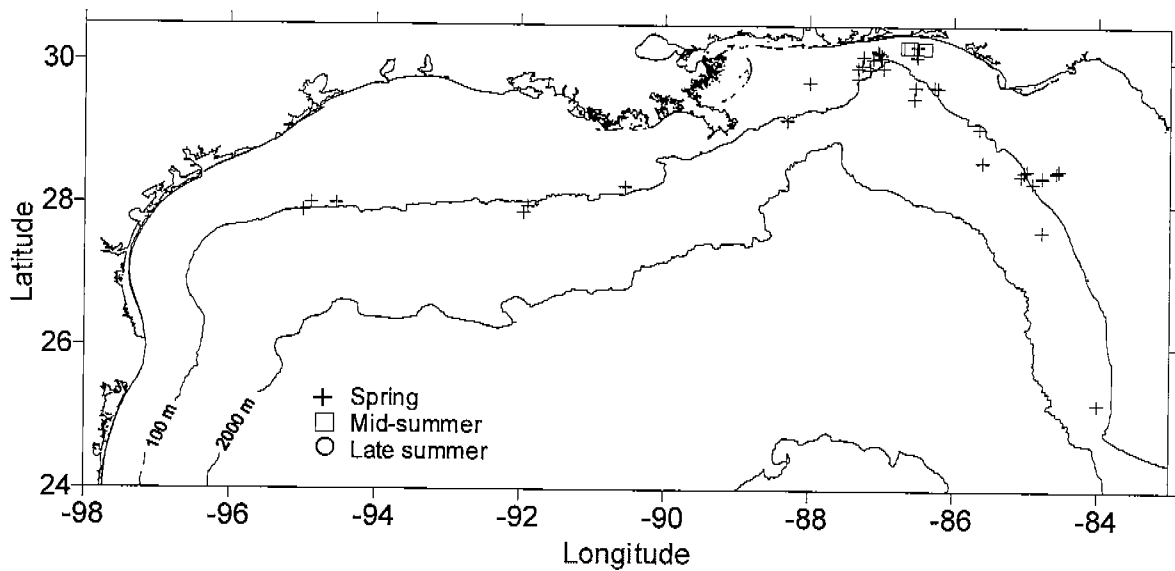 30
28
26
24
Latitude
100 m
2000 m
Spring
Mid-summer
Late summer
-98 -96 -94 -92 -90 -88 -86 -84
Longitude